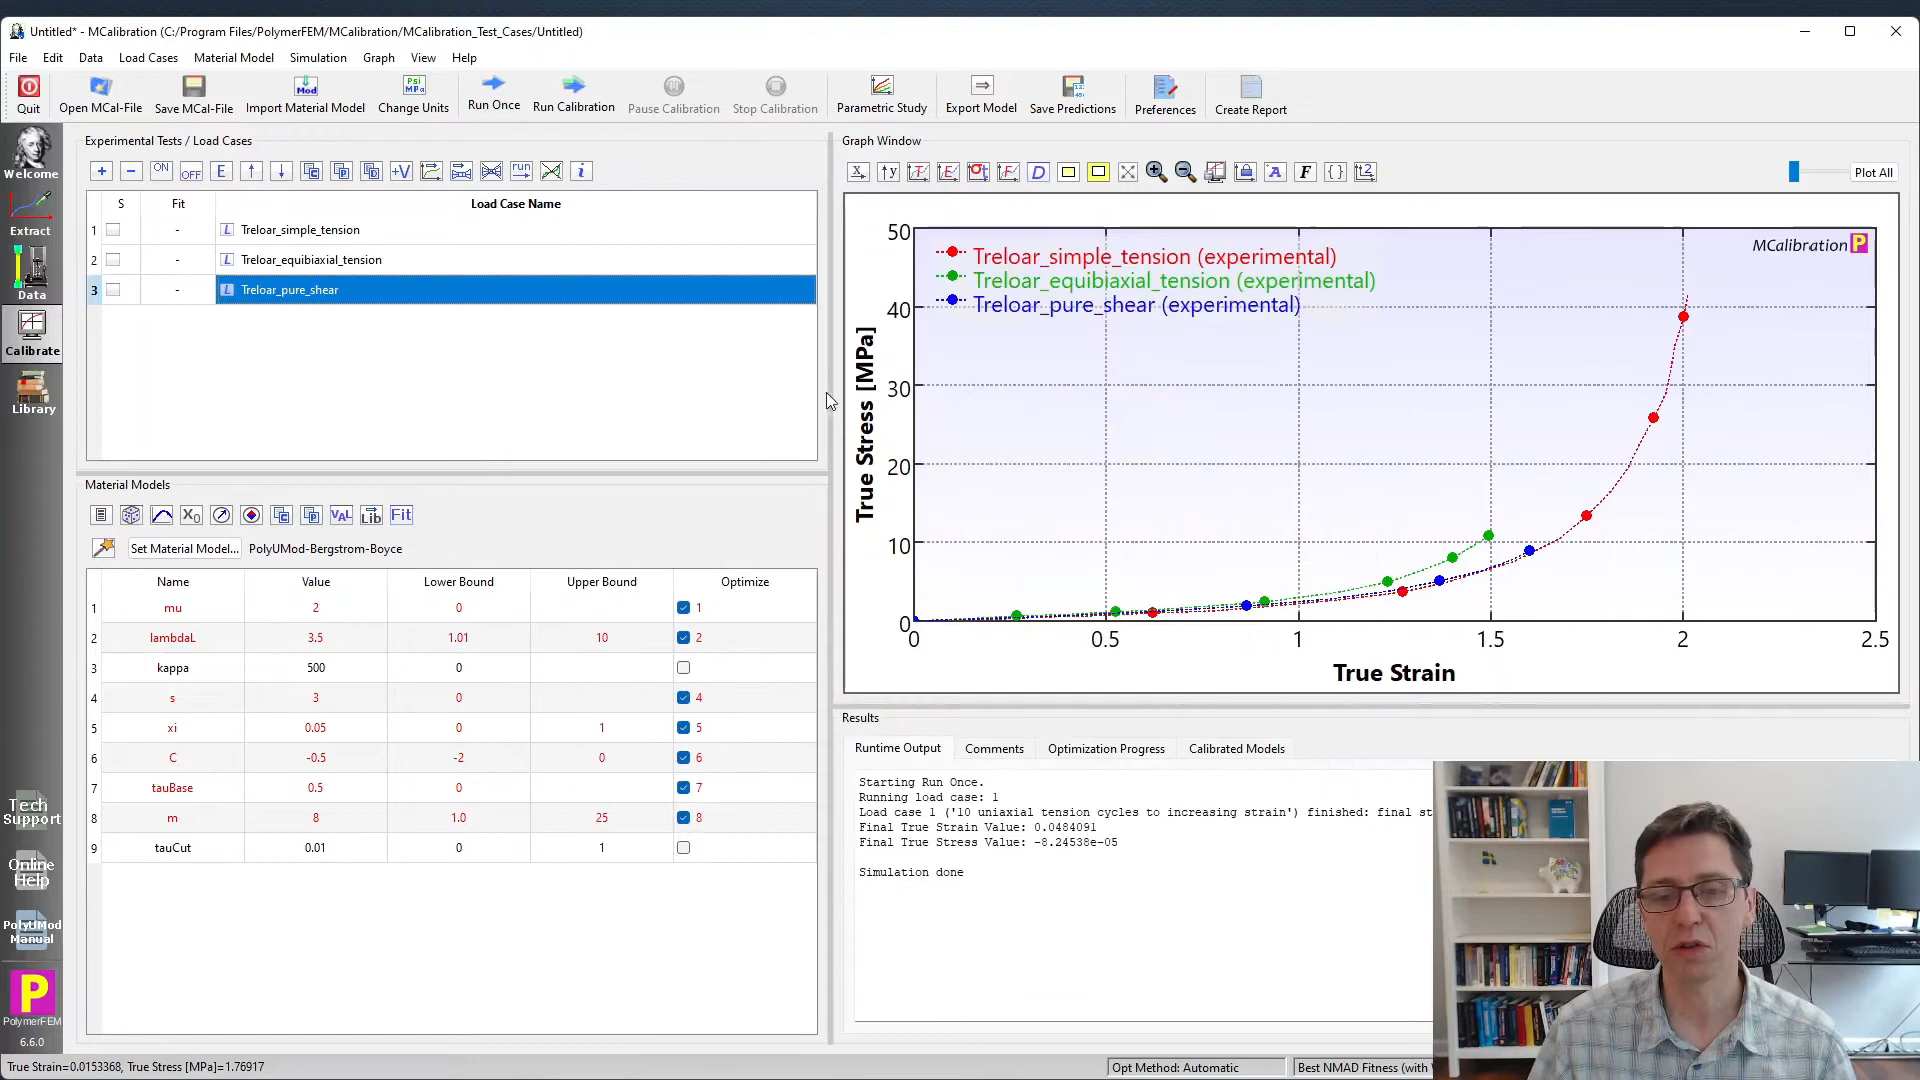 Untitled* - MCalibration (C:/Program Files/PolymerFEM/MCalibration/MCalibration_Test_Cases/Untitled)
File Edit Data Load Cases Material Model Simulation Graph View Help
Quit Open MCal-File Save MCal-File Import Material Model Change Units Run Once Run Calibration Pause Calibration Stop Calibration Parametric Study Export Model Save Predictions Preferences Create Report
Welcome
Extract
Data
Calibrate
Library
Tech Support
Online Help
PolyUMod Manual
PolymerFEM
6.6.0
Experimental Tests / Load Cases
ON OFF E +V run i
S Fit Load Case Name
1 - L Treloar_simple_tension
2 - L Treloar_equibiaxial_tension
3 - L Treloar_pure_shear
Material Models
X0 VAL Lib Fit
Set Material Model... PolyUMod-Bergstrom-Boyce
Name Value Lower Bound Upper Bound Optimize
1 mu 2 0 1
2 lambdaL 3.5 1.01 10 2
3 kappa 500 0
4 s 3 0 4
5 xi 0.05 0 1 5
6 C -0.5 -2 0 6
7 tauBase 0.5 0 7
8 m 8 1.0 25 8
9 tauCut 0.01 0 1
Graph Window
Plot All
MCalibration P
Treloar_simple_tension (experimental)
Treloar_equibiaxial_tension (experimental)
Treloar_pure_shear (experimental)
True Stress [MPa]
50
40
30
20
10
0
0 0.5 1 1.5 2 2.5
True Strain
Results
Runtime Output Comments Optimization Progress Calibrated Models
Starting Run Once.
Running load case: 1
Load case 1 ('10 uniaxial tension cycles to increasing strain') finished: final st
Final True Strain Value: 0.0484091
Final True Stress Value: -8.24538e-05
Simulation done
True Strain=0.0153368, True Stress [MPa]=1.76917
Opt Method: Automatic
Best NMAD Fitness (with